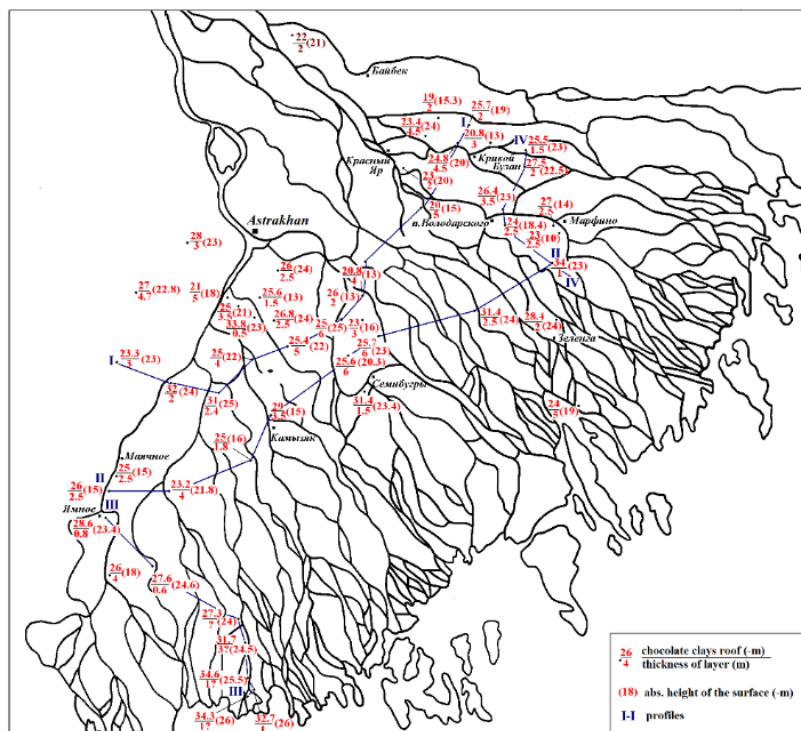 22/2 (21)
Байбек
19/2 (15.3)
25.7/2 (19)
I
23.4/4.5 (24)
20.8/3 (13)
IV 25.5/1.5 (23)
Красный
Яр
24.8/4.5 (20)
Кривой
Булан
27.5/2 (22.5)
23/2 (20)
26.4/3.5 (23)
20/5 (15)
п.Володарского
24/2.5 (18.4)
22/2.5 (14)
Марфино
23/2.5 (10)
Astrakhan
28/3 (23)
II
34/1 (23)
IV
26/2.5 (24)
20.8/4 (13)
27/4.7 (22.8)
21/5 (18)
25.6/1.5 (13)
26/2 (13)
25/3.5 (21)
33.8/0.5 (23)
26.8/2.5 (24)
25/6 (25)
23/3 (16)
31.4/2.5 (24)
28.4/2 (24)
Зеленга
25.4/5 (22)
25.7/6 (23)
25/4 (22)
25.6/6 (20.3)
I
23.3/3 (23)
Семибугры
32/2 (24)
31/2.4 (25)
31.4/1.5 (23.4)
24/5 (19)
(15)
Камызяк
25/1.8 (16)
Маячное
25/2.5 (15)
II
26/2.5 (15)
23.2/4 (21.8)
III
Ямное
28.6/0.8 (23.4)
26/4 (18)
27.6/0.6 (24.6)
27.3/? (24)
31.7/37 (24.5)
34.6/1? (25.5)
III
34.3/1? (26)
32.7/1 (26)
26/4 chocolate clays roof (-m)/thickness of layer (m)
(18) abs. height of the surface (-m)
I-I profiles